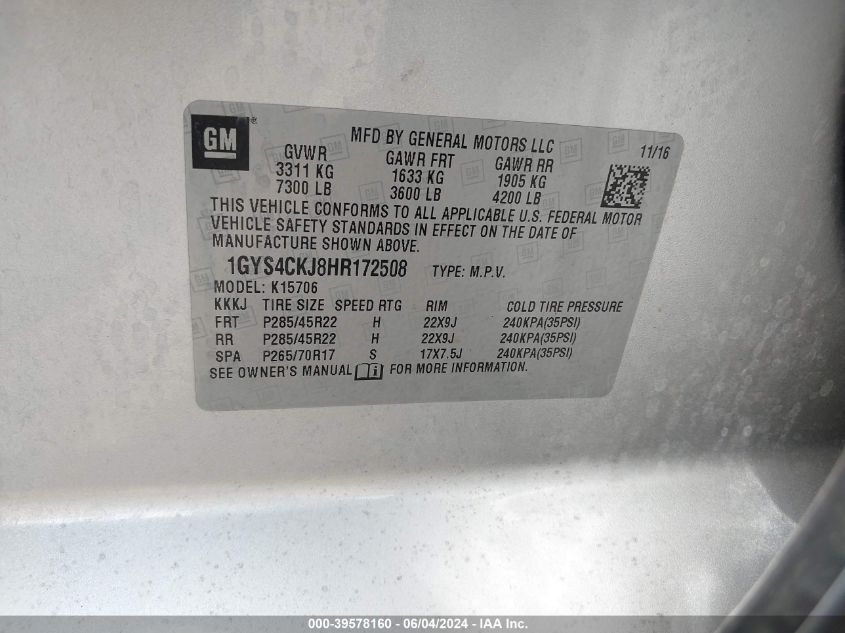 GM ®
MFD BY GENERAL MOTORS LLC 11/16
GVWR GAWR FRT GAWR RR
3311 KG 1633 KG 1905 KG
7300 LB 3600 LB 4200 LB
THIS VEHICLE CONFORMS TO ALL APPLICABLE U.S. FEDERAL MOTOR
VEHICLE SAFETY STANDARDS IN EFFECT ON THE DATE OF
MANUFACTURE SHOWN ABOVE.
1GYS4CKJ8HR172508 TYPE: M.P.V.
MODEL: K15706
KKKJ TIRE SIZE SPEED RTG RIM COLD TIRE PRESSURE
FRT P285/45R22 H 22X9J 240KPA(35PSI)
RR P285/45R22 H 22X9J 240KPA(35PSI)
SPA P265/70R17 S 17X7.5J 240KPA(35PSI)
SEE OWNER'S MANUAL FOR MORE INFORMATION.
000-39578160 - 06/04/2024 - IAA Inc.